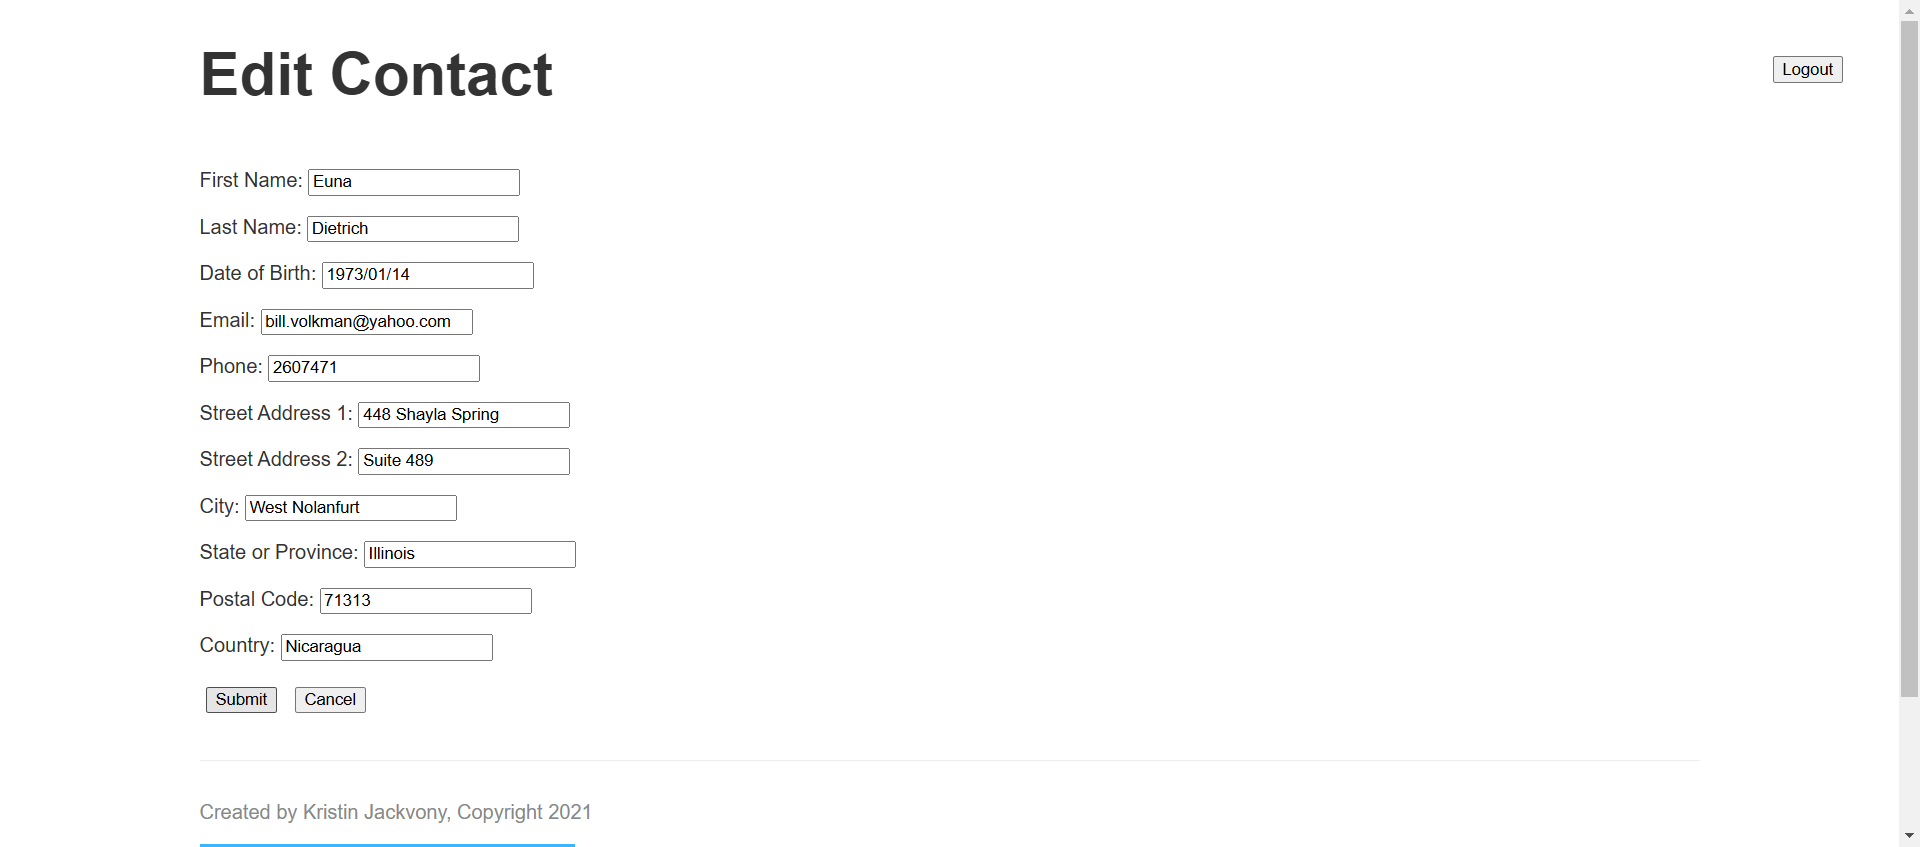 Edit Contact
Logout
First Name: Euna
Last Name: Dietrich
Date of Birth: 1973/01/14
Email: bill.volkman@yahoo.com
Phone: 2607471
Street Address 1: 448 Shayla Spring
Street Address 2: Suite 489
City: West Nolanfurt
State or Province: Illinois
Postal Code: 71313
Country: Nicaragua
Submit Cancel
Created by Kristin Jackvony, Copyright 2021